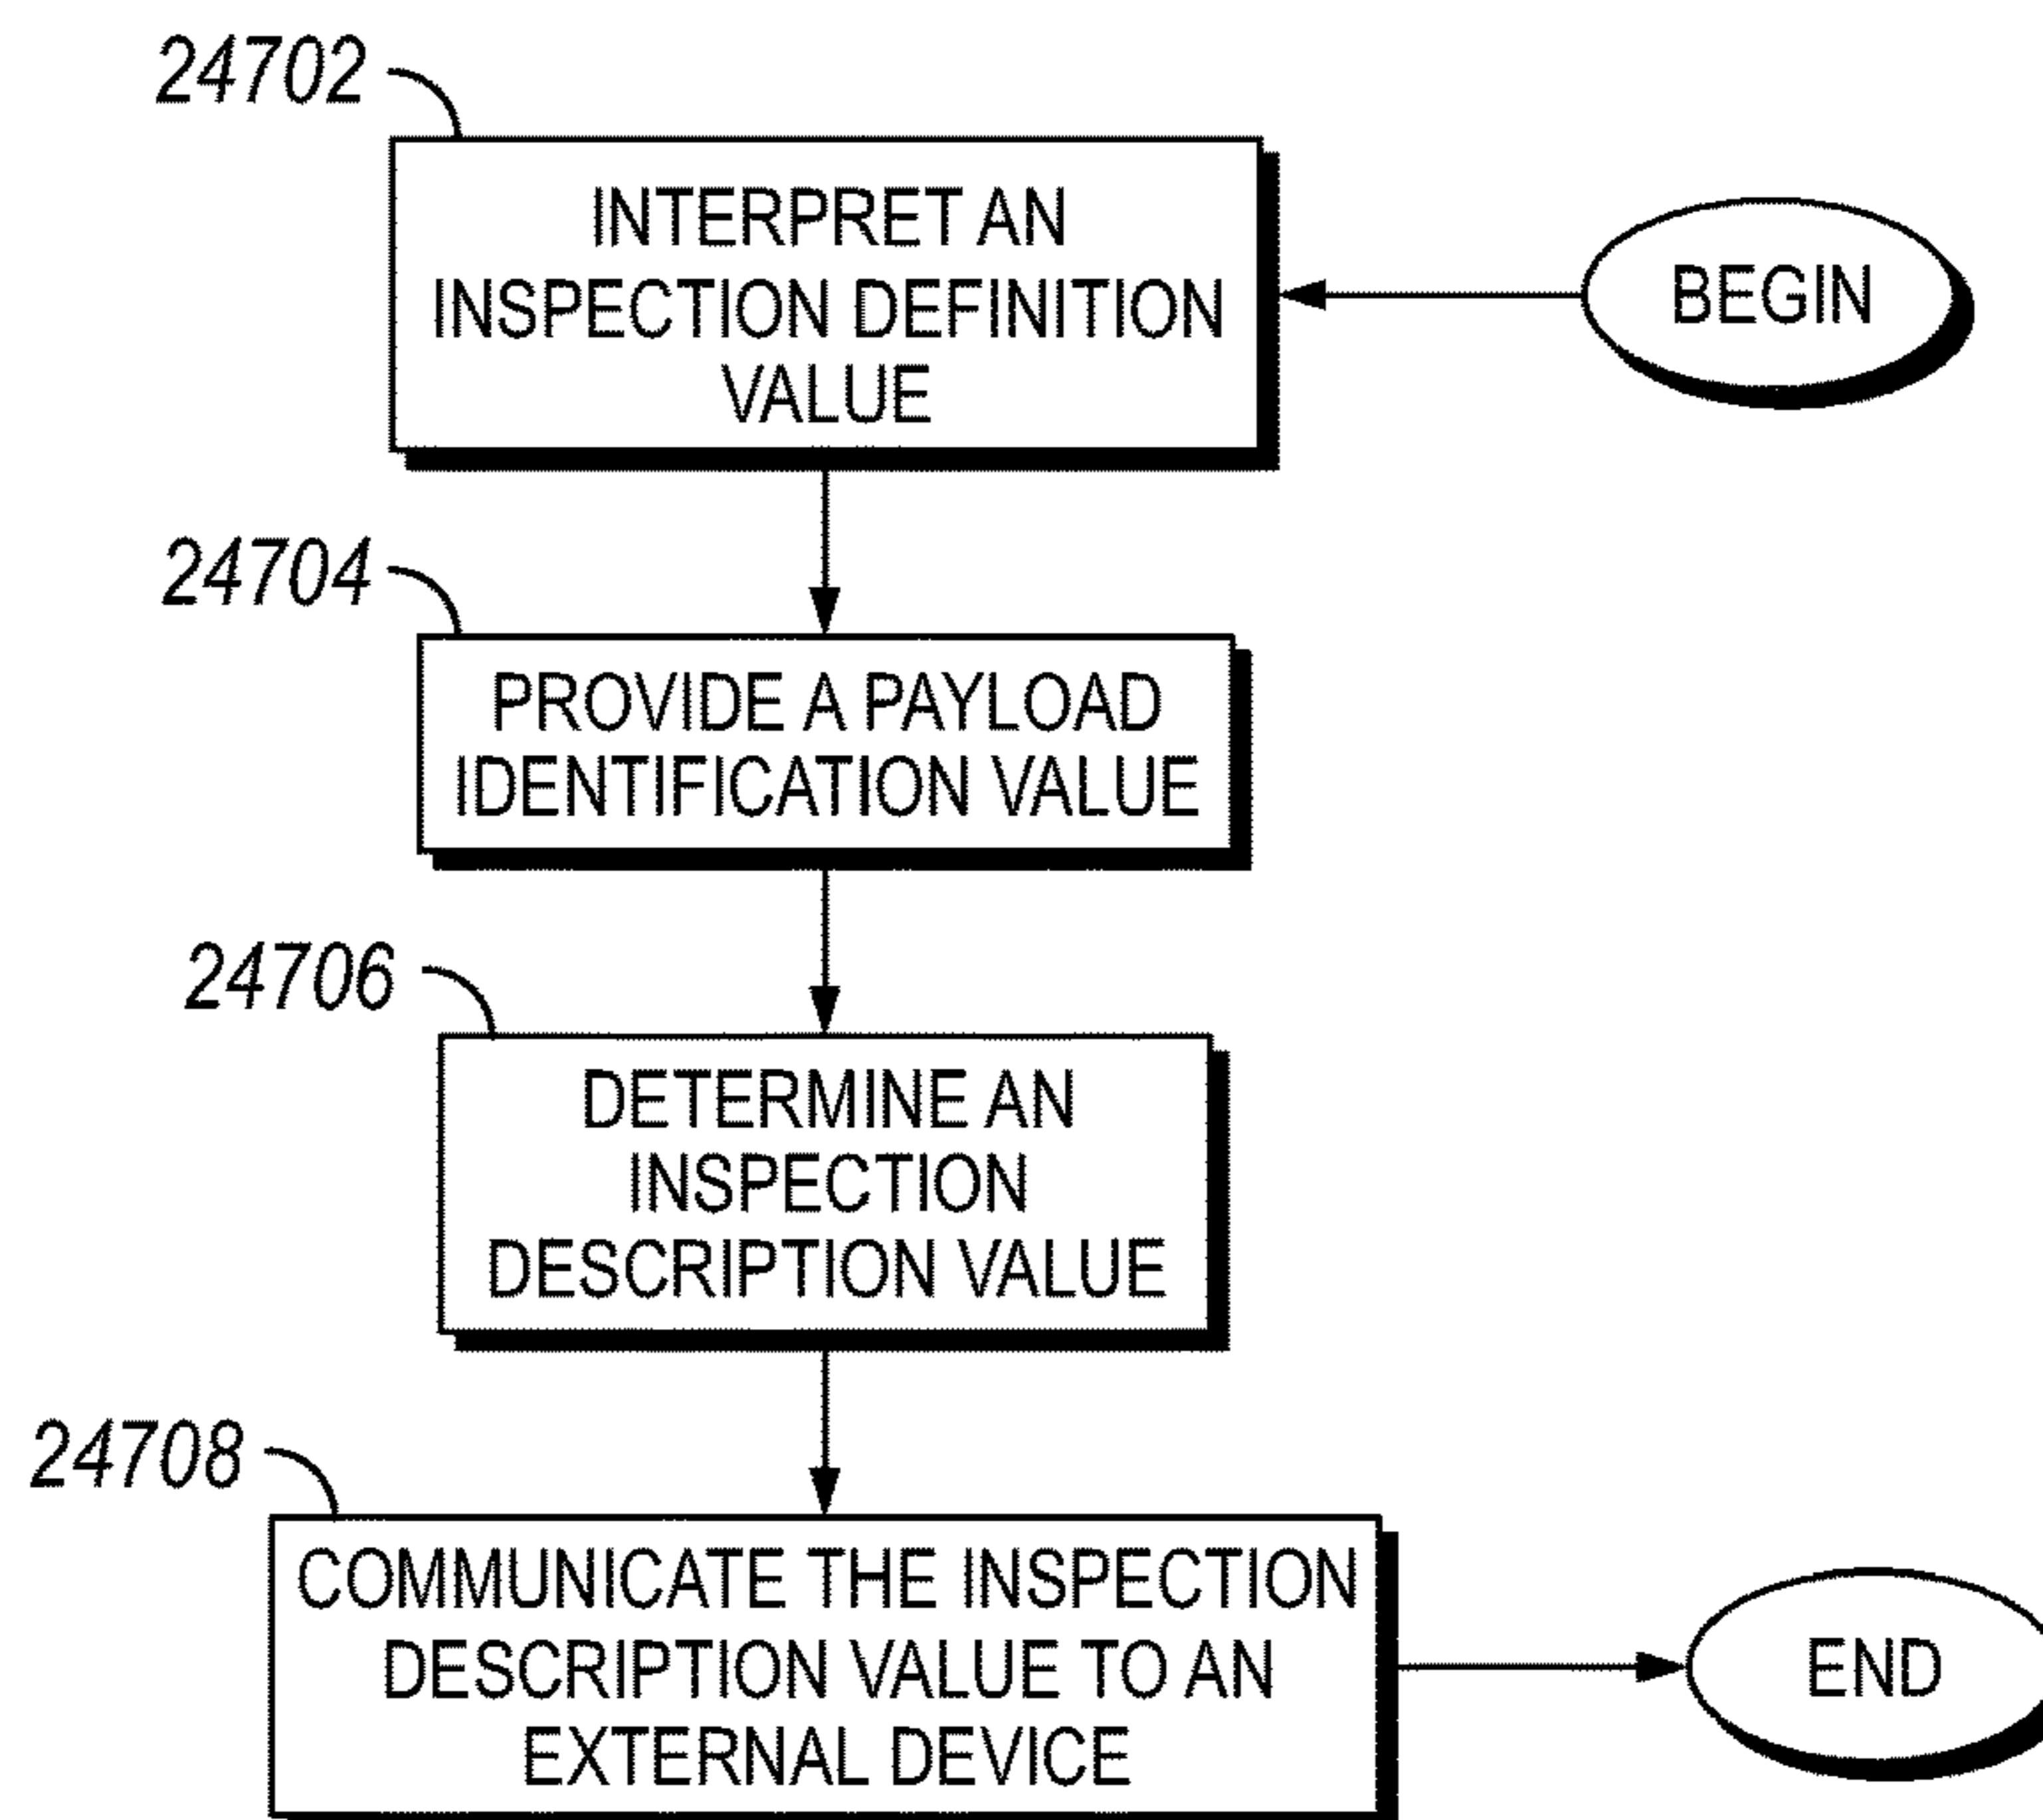 24702
INTERPRET AN
INSPECTION DEFINITION
VALUE
BEGIN
24704
PROVIDE A PAYLOAD
IDENTIFICATION VALUE
24706
DETERMINE AN
INSPECTION
DESCRIPTION VALUE
24708
COMMUNICATE THE INSPECTION
DESCRIPTION VALUE TO AN
EXTERNAL DEVICE
END